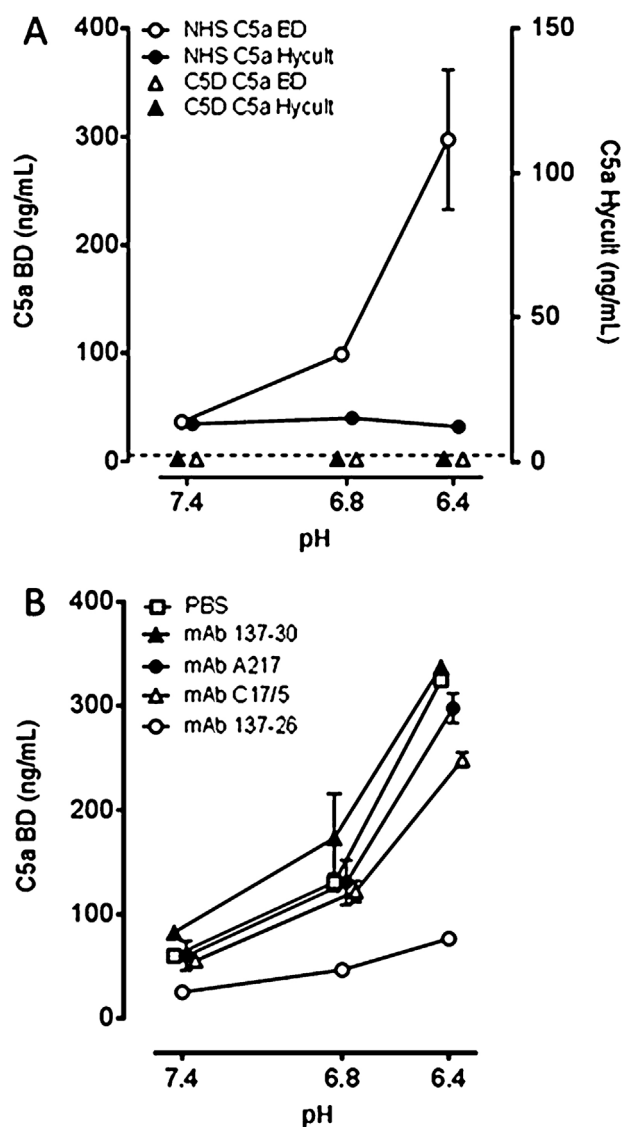 A
NHS C5a ED
NHS C5a Hycult
C5D C5a ED
C5D C5a Hycult
400
300
200
100
0
C5a BD (ng/mL)
150
100
50
0
C5a Hycult (ng/mL)
7.4 6.8 6.4
pH
B
PBS
mAb 137-30
mAb A217
mAb C17/5
mAb 137-26
400
300
200
100
0
C5a BD (ng/mL)
7.4 6.8 6.4
pH